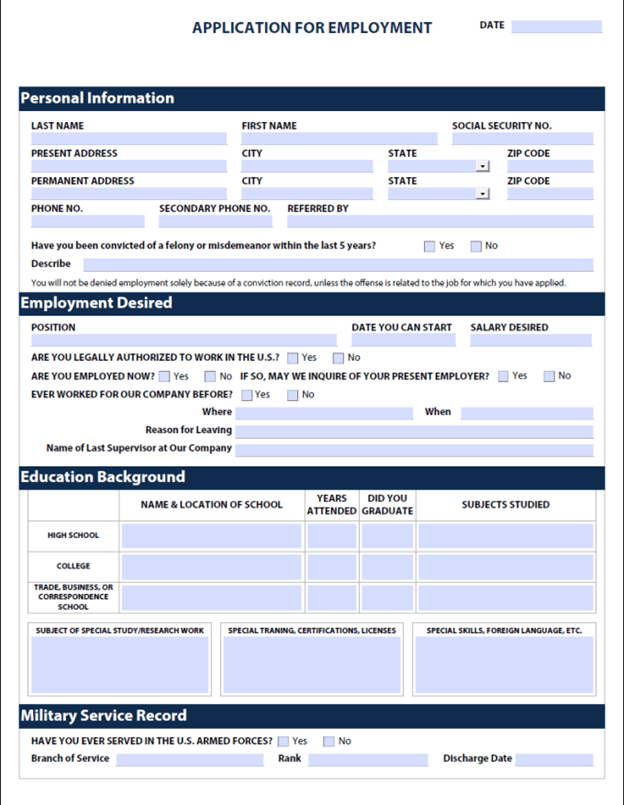 APPLICATION FOR EMPLOYMENT DATE
Personal Information
LAST NAME FIRST NAME SOCIAL SECURITY NO.
PRESENT ADDRESS CITY STATE ZIP CODE
PERMANENT ADDRESS CITY STATE ZIP CODE
PHONE NO. SECONDARY PHONE NO. REFERRED BY
Have you been convicted of a felony or misdemeanor within the last 5 years? Yes No
Describe
You will not be denied employment solely because of a conviction record, unless the offense is related to the job for which you have applied.
Employment Desired
POSITION DATE YOU CAN START SALARY DESIRED
ARE YOU LEGALLY AUTHORIZED TO WORK IN THE U.S.? Yes No
ARE YOU EMPLOYED NOW? Yes No IF SO, MAY WE INQUIRE OF YOUR PRESENT EMPLOYER? Yes No
EVER WORKED FOR OUR COMPANY BEFORE? Yes No
Where When
Reason for Leaving
Name of Last Supervisor at Our Company
Education Background
NAME & LOCATION OF SCHOOL YEARS ATTENDED DID YOU GRADUATE SUBJECTS STUDIED
HIGH SCHOOL
COLLEGE
TRADE, BUSINESS, OR
CORRESPONDENCE
SCHOOL
SUBJECT OF SPECIAL STUDY/RESEARCH WORK SPECIAL TRANING, CERTIFICATIONS, LICENSES SPECIAL SKILLS, FOREIGN LANGUAGE, ETC.
Military Service Record
HAVE YOU EVER SERVED IN THE U.S. ARMED FORCES? Yes No
Branch of Service Rank Discharge Date